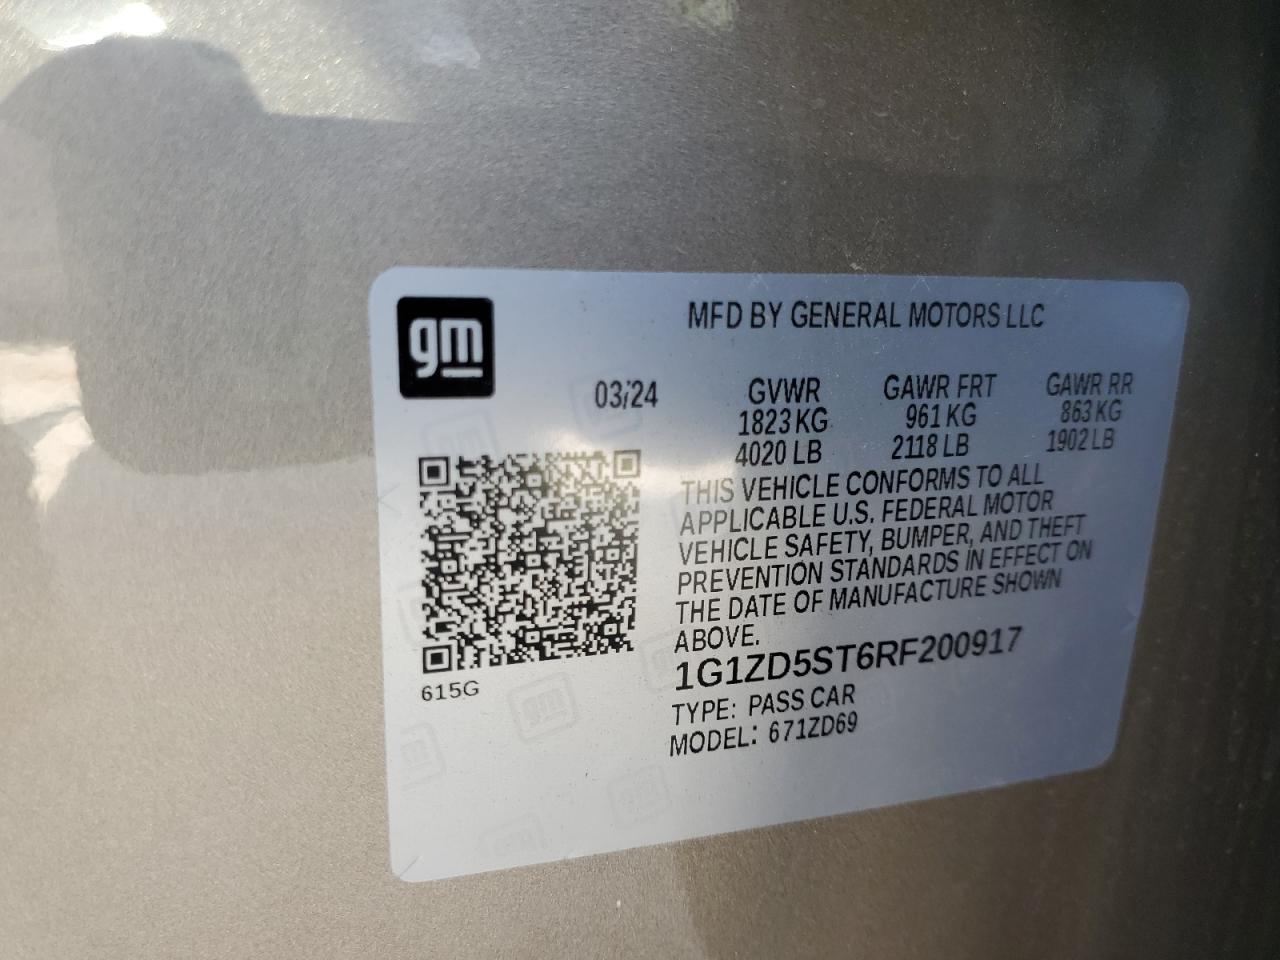 gm
MFD BY GENERAL MOTORS LLC
03/24
GVWR GAWR FRT GAWR RR
1823 KG 961 KG 863 KG
4020 LB 2118 LB 1902 LB
THIS VEHICLE CONFORMS TO ALL
APPLICABLE U.S. FEDERAL MOTOR
VEHICLE SAFETY, BUMPER, AND THEFT
PREVENTION STANDARDS IN EFFECT ON
THE DATE OF MANUFACTURE SHOWN
ABOVE.
1G1ZD5ST6RF200917
615G
TYPE: PASS CAR
MODEL: 671ZD69